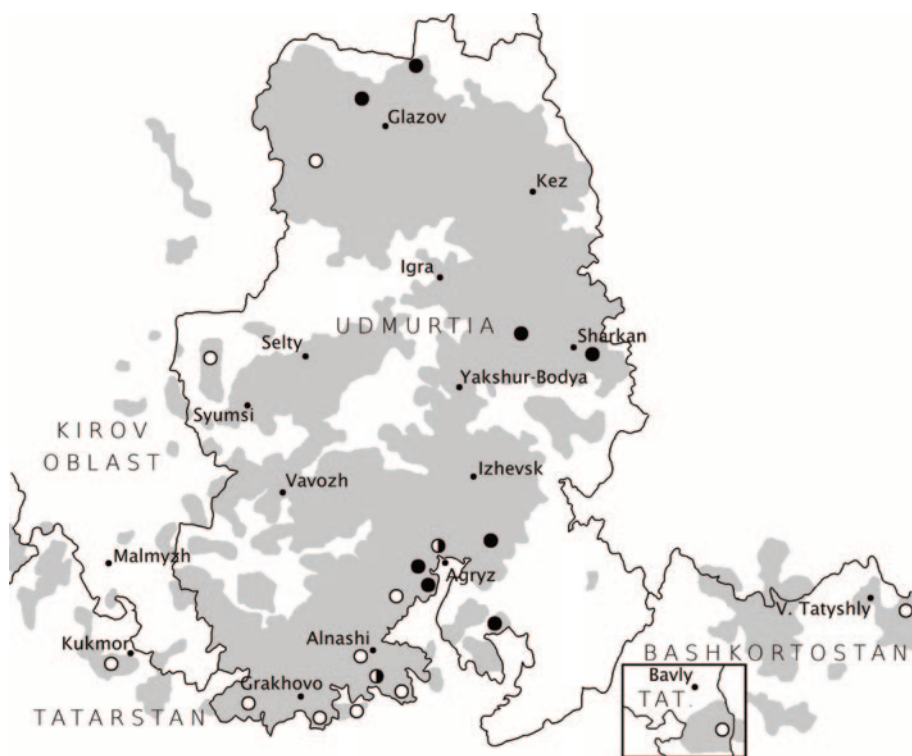 Glazov
Kez
Igra
UDMURTIA
Sharkan
Selty
Yakshur-Bodya
Syumsi
KIROV
OBLAST
Izhevsk
Vavozh
Malmyzh
Agryz
V. Tatyshly
Alnashi
Kukmor
BASHKORTOSTAN
Bavly
Grakhovo
TAT.
TATARSTAN